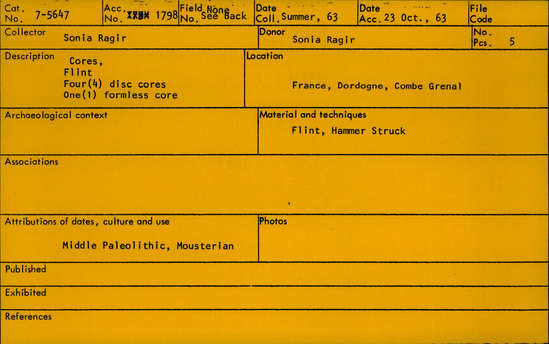 Cat. No. 7-5647 Acc. No. 1798 Field No. None See Back Date Coll. Summer, 63 Date Acc. 23 Oct., 63 File Code
Collector Sonia Ragir Donor Sonia Ragir No. Pcs. 5
Description Cores,
Flint
Four(4) disc cores
One(1) formless core
Location
France, Dordogne, Combe Grenal
Archaeological context
Material and techniques
Flint, Hammer Struck
Associations
Attributions of dates, culture and use
Middle Paleolithic, Mousterian
Photos
Published
Exhibited
References